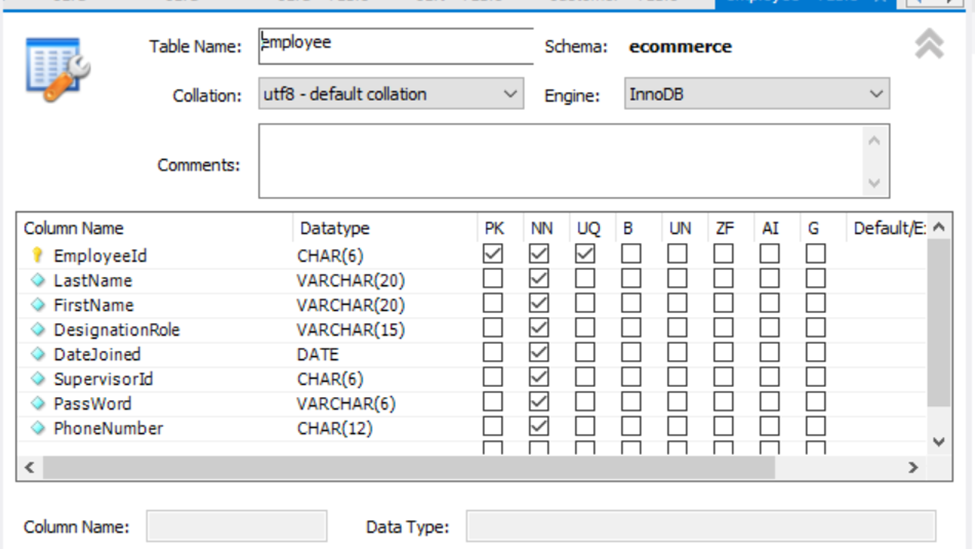 Table Name: employee Schema: ecommerce
Collation: utf8 - default collation Engine: InnoDB
Comments:
Column Name Datatype PK NN UQ B UN ZF AI G Default/E
EmployeeId CHAR(6)
LastName VARCHAR(20)
FirstName VARCHAR(20)
DesignationRole VARCHAR(15)
DateJoined DATE
SupervisorId CHAR(6)
PassWord VARCHAR(6)
PhoneNumber CHAR(12)
Column Name: Data Type: